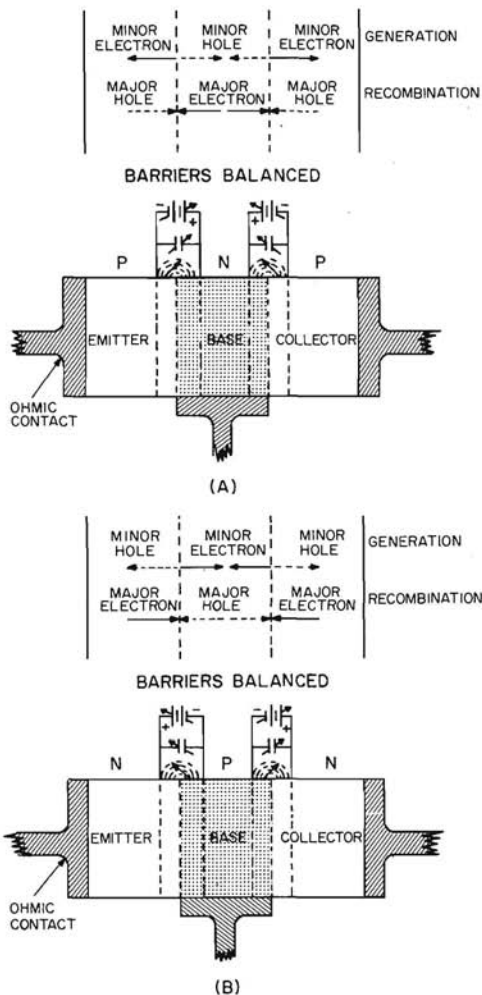 MINOR ELECTRON
MINOR HOLE
MINOR ELECTRON
GENERATION
MAJOR HOLE
MAJOR ELECTRON
MAJOR HOLE
RECOMBINATION
BARRIERS BALANCED
- + - +
P N P
EMITTER BASE COLLECTOR
OHMIC CONTACT
(A)
MINOR HOLE
MINOR ELECTRON
MINOR HOLE
GENERATION
MAJOR ELECTRON
MAJOR HOLE
MAJOR ELECTRON
RECOMBINATION
BARRIERS BALANCED
+ - + -
N P N
EMITTER BASE COLLECTOR
OHMIC CONTACT
(B)